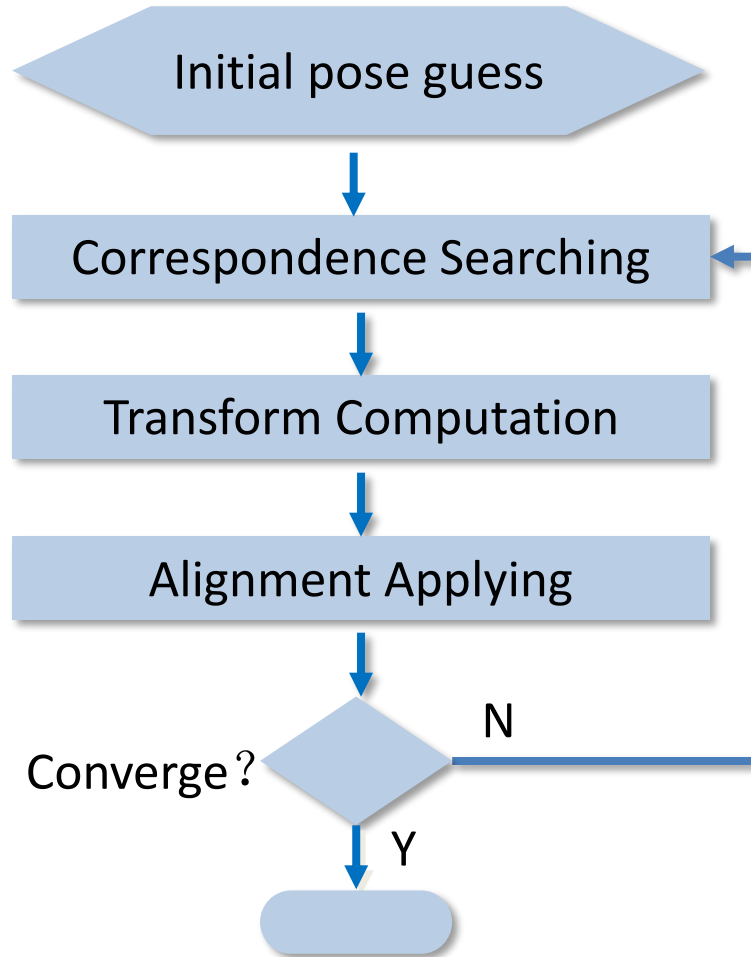 Initial pose guess
Correspondence Searching
Transform Computation
Alignment Applying
N
Converge？
Y